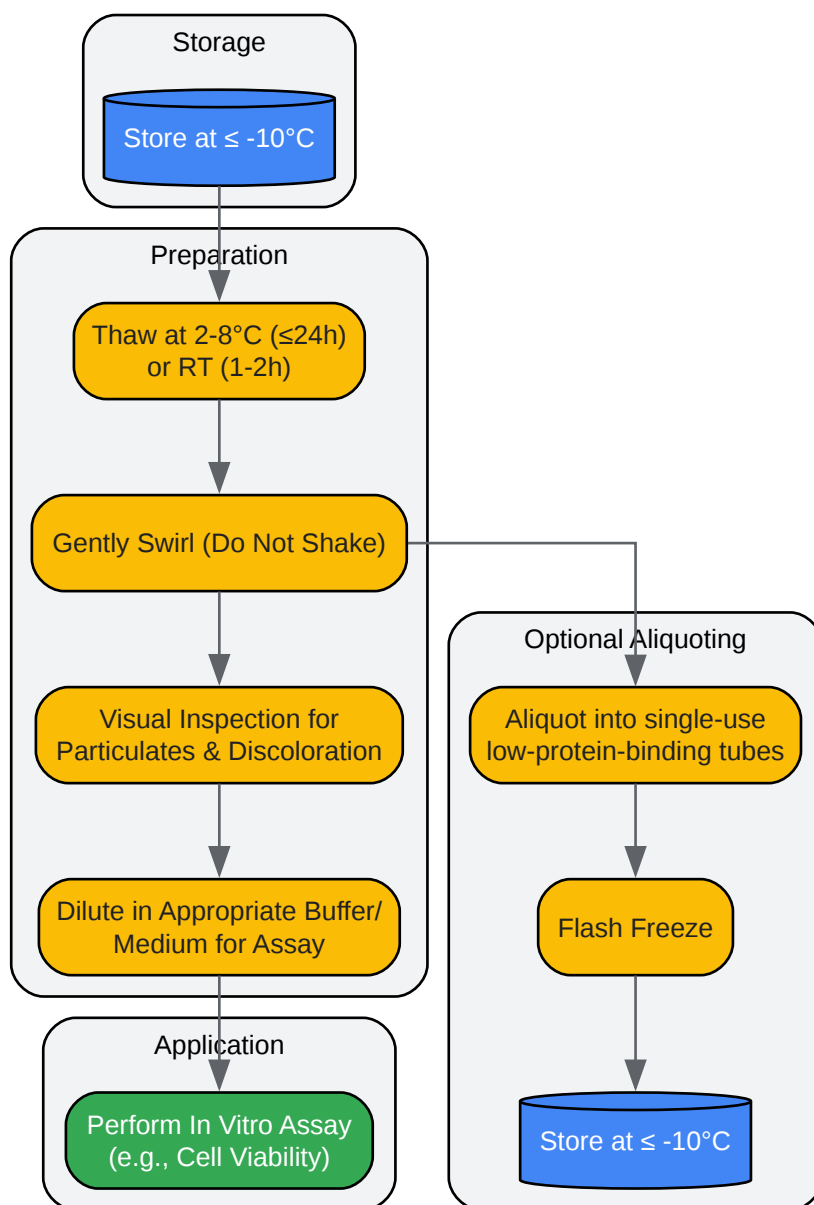 Storage
Store at ≤ -10°C
Preparation
Thaw at 2-8°C (≤24h)
or RT (1-2h)
Gently Swirl (Do Not Shake)
Visual Inspection for
Particulates & Discoloration
Dilute in Appropriate Buffer/
Medium for Assay
Application
Perform In Vitro Assay
(e.g., Cell Viability)
Optional Aliquoting
Aliquot into single-use
low-protein-binding tubes
Flash Freeze
Store at ≤ -10°C